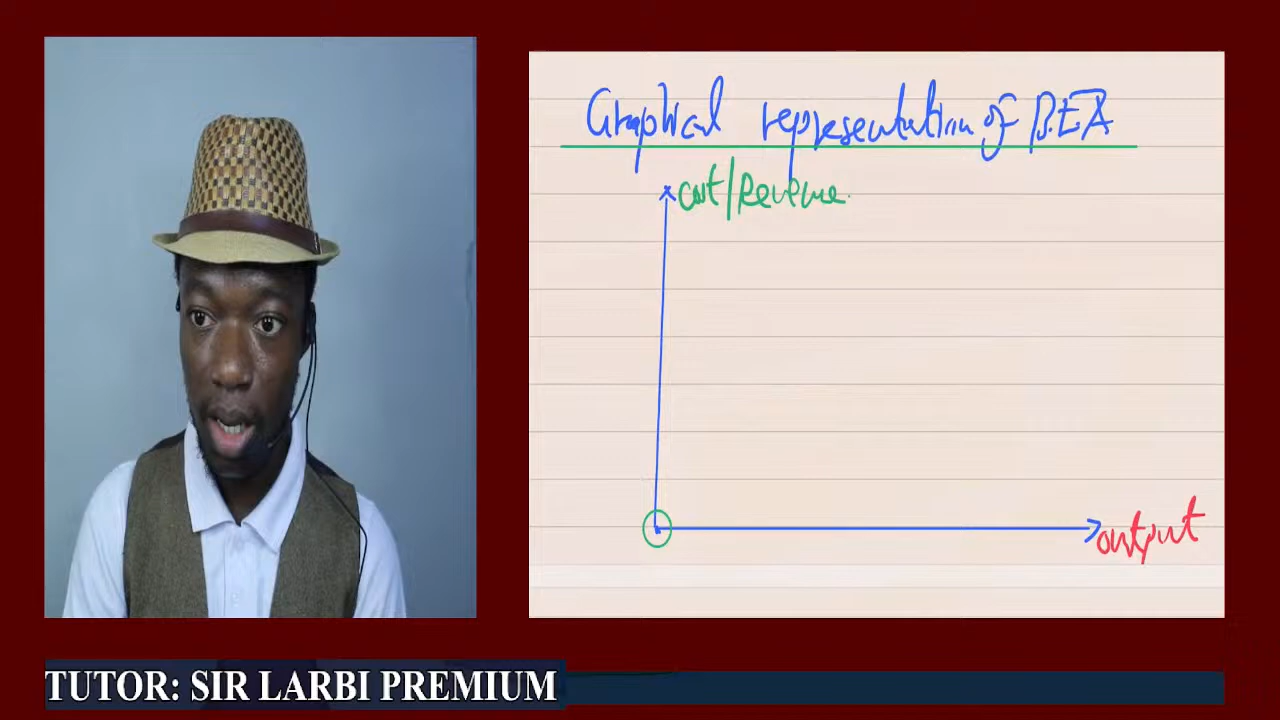 Graphical representation of B.E.A
cost/Revenue
output
TUTOR: SIR LARBI PREMIUM